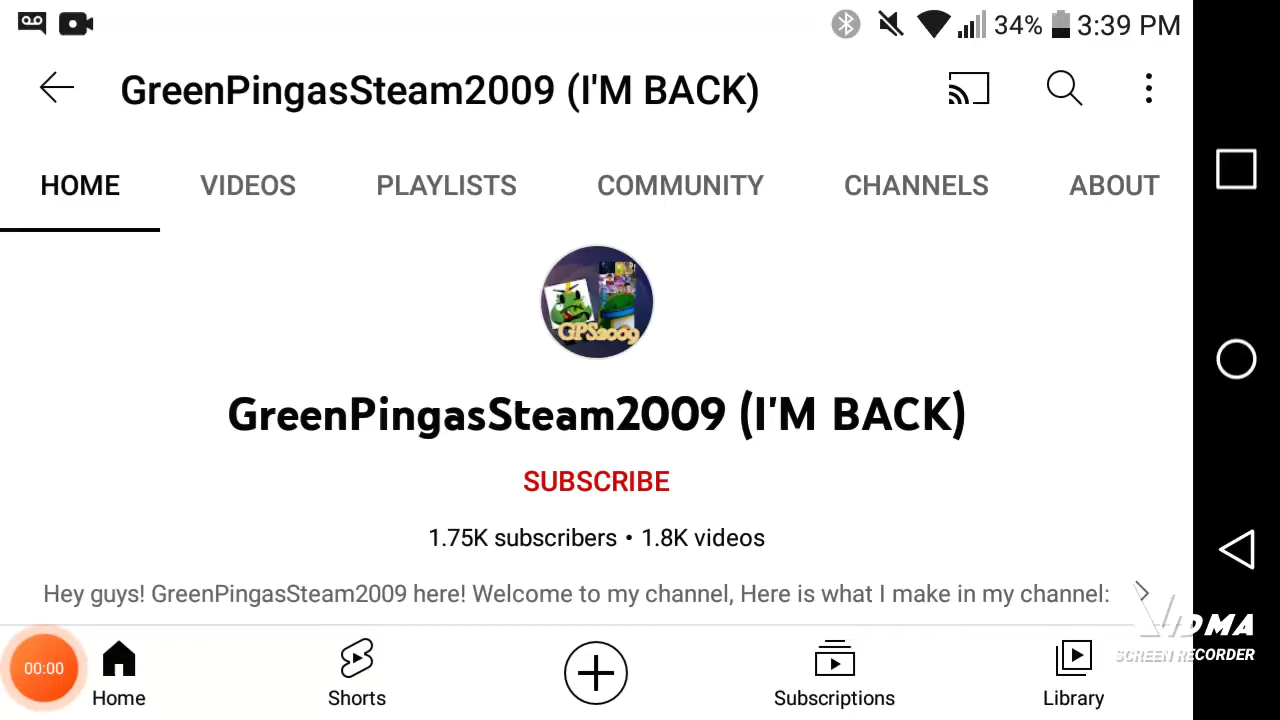 34% 3:39 PM
GreenPingasSteam2009 (I'M BACK)
HOME VIDEOS PLAYLISTS COMMUNITY CHANNELS ABOUT
GPS2009
GreenPingasSteam2009 (I'M BACK)
SUBSCRIBE
1.75K subscribers • 1.8K videos
Hey guys! GreenPingasSteam2009 here! Welcome to my channel, Here is what I make in my channel:
VIDMA
SCREEN RECORDER
00:00
Home Shorts Subscriptions Library